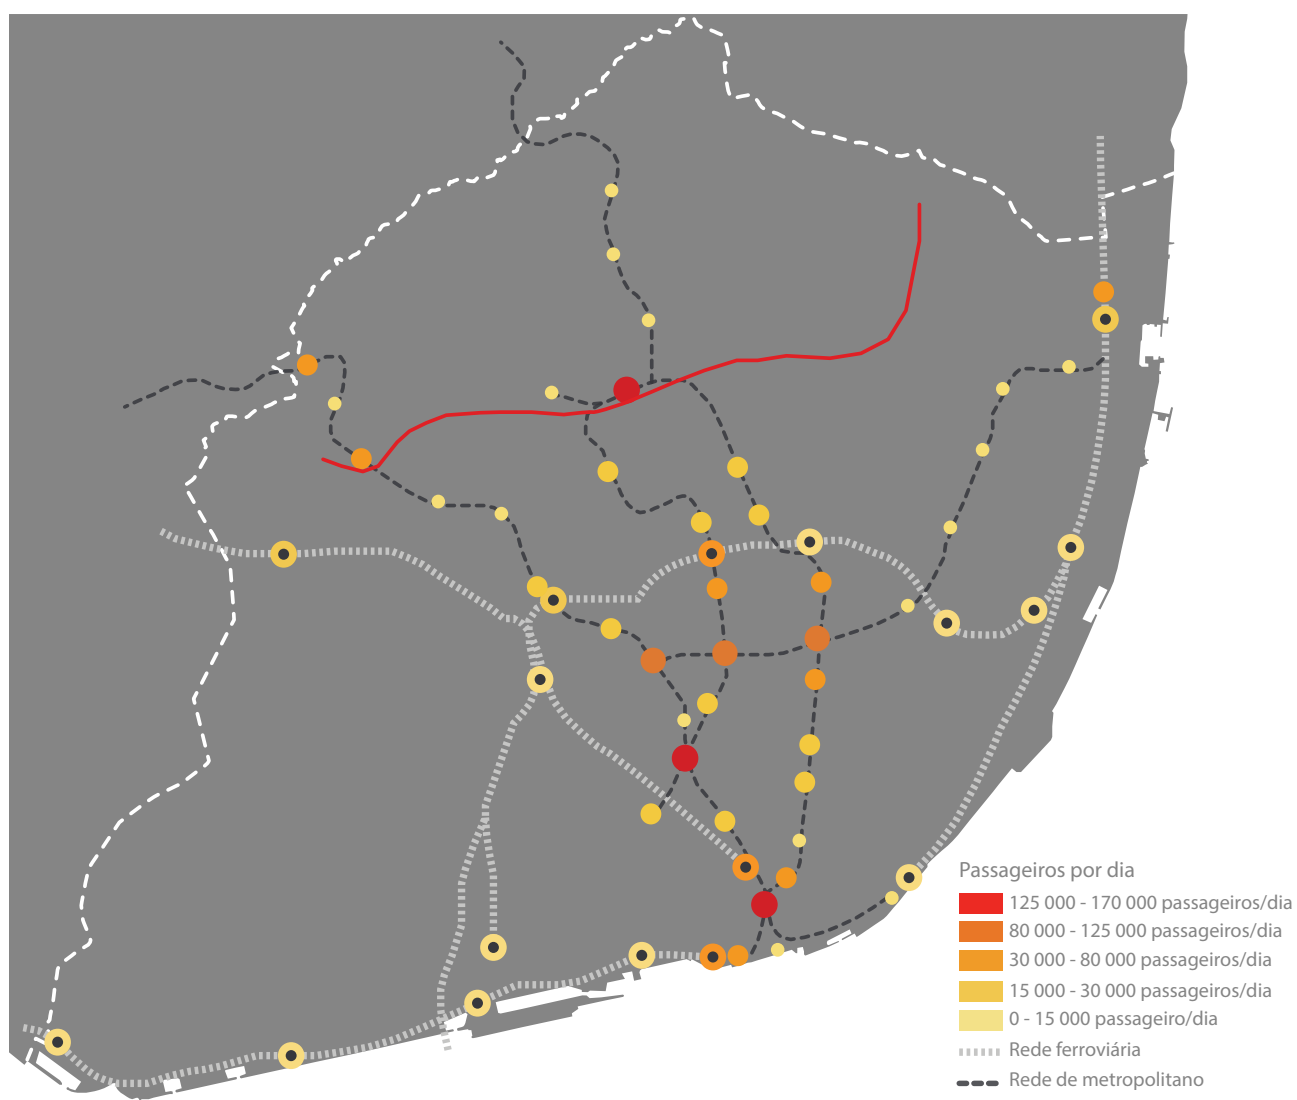 Passageiros por dia
125 000 - 170 000 passageiros/dia
80 000 - 125 000 passageiros/dia
30 000 - 80 000 passageiros/dia
15 000 - 30 000 passageiros/dia
0 - 15 000 passageiro/dia
Rede ferroviária
Rede de metropolitano